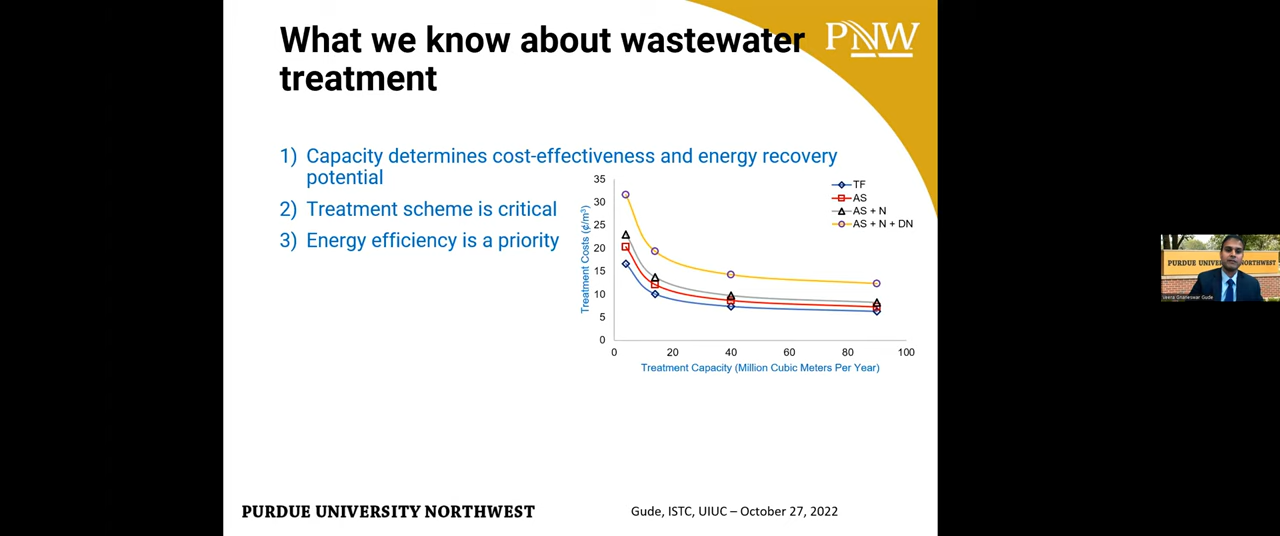 What we know about wastewater
treatment
PNW
1) Capacity determines cost-effectiveness and energy recovery
potential
2) Treatment scheme is critical
3) Energy efficiency is a priority
35
30
25
20
15
10
5
0
Treatment Costs (¢/m³)
0 20 40 60 80 100
Treatment Capacity (Million Cubic Meters Per Year)
TF
AS
AS + N
AS + N + DN
PURDUE UNIVERSITY NORTHWEST
Gude, ISTC, UIUC – October 27, 2022
Gude